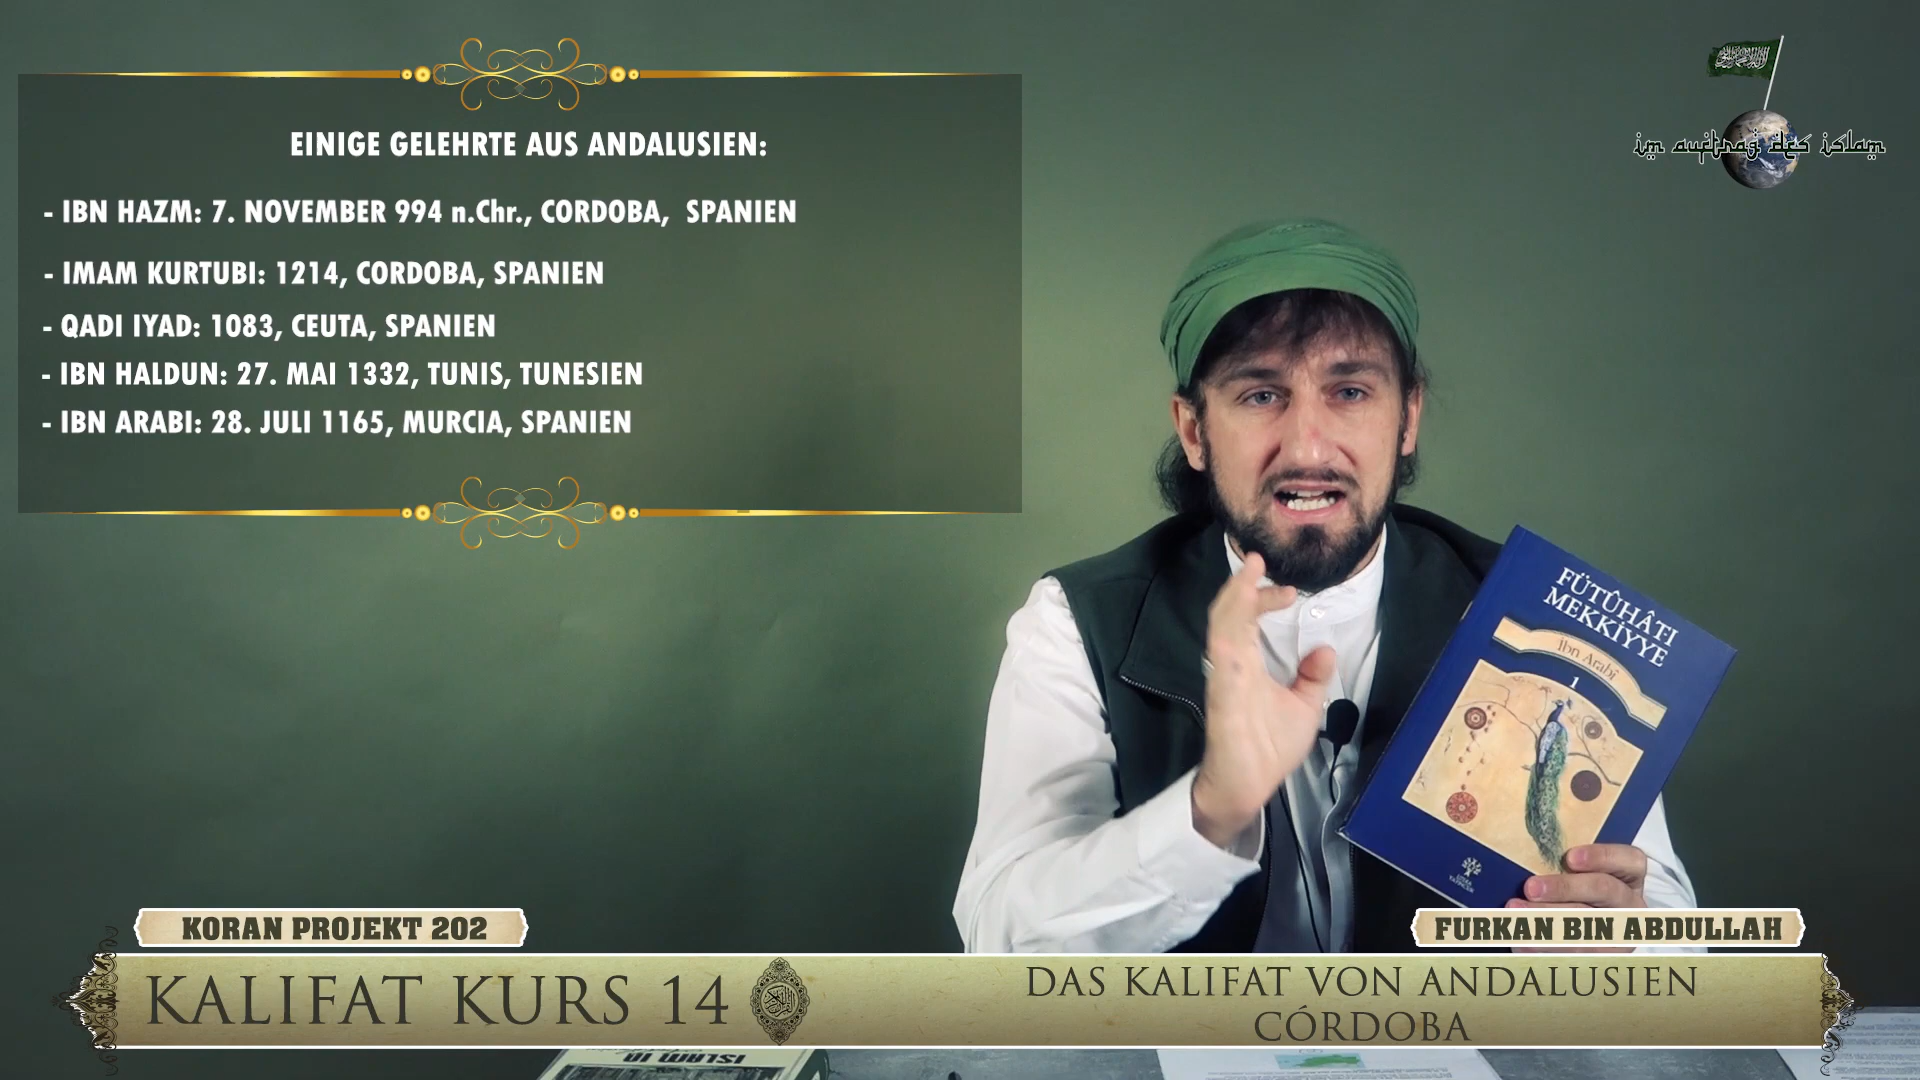 EINIGE GELEHRTE AUS ANDALUSIEN:
- IBN HAZM: 7. NOVEMBER 994 n.Chr., CORDOBA, SPANIEN
- IMAM KURTUBI: 1214, CORDOBA, SPANIEN
- QADI IYAD: 1083, CEUTA, SPANIEN
- IBN HALDUN: 27. MAI 1332, TUNIS, TUNESIEN
- IBN ARABI: 28. JULI 1165, MURCIA, SPANIEN
im auftrag des islam
FÜTÛHÂT-I
MEKKİYYE
İbn Arabi
1
KORAN PROJEKT 202
FURKAN BIN ABDULLAH
KALIFAT KURS 14
DAS KALIFAT VON ANDALUSIEN
CÓRDOBA
ISLAM